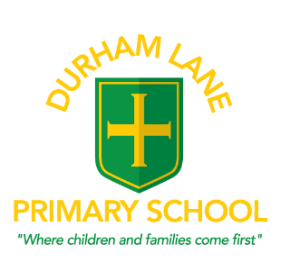 DURHAM LANE
PRIMARY SCHOOL
"Where children and families come first"